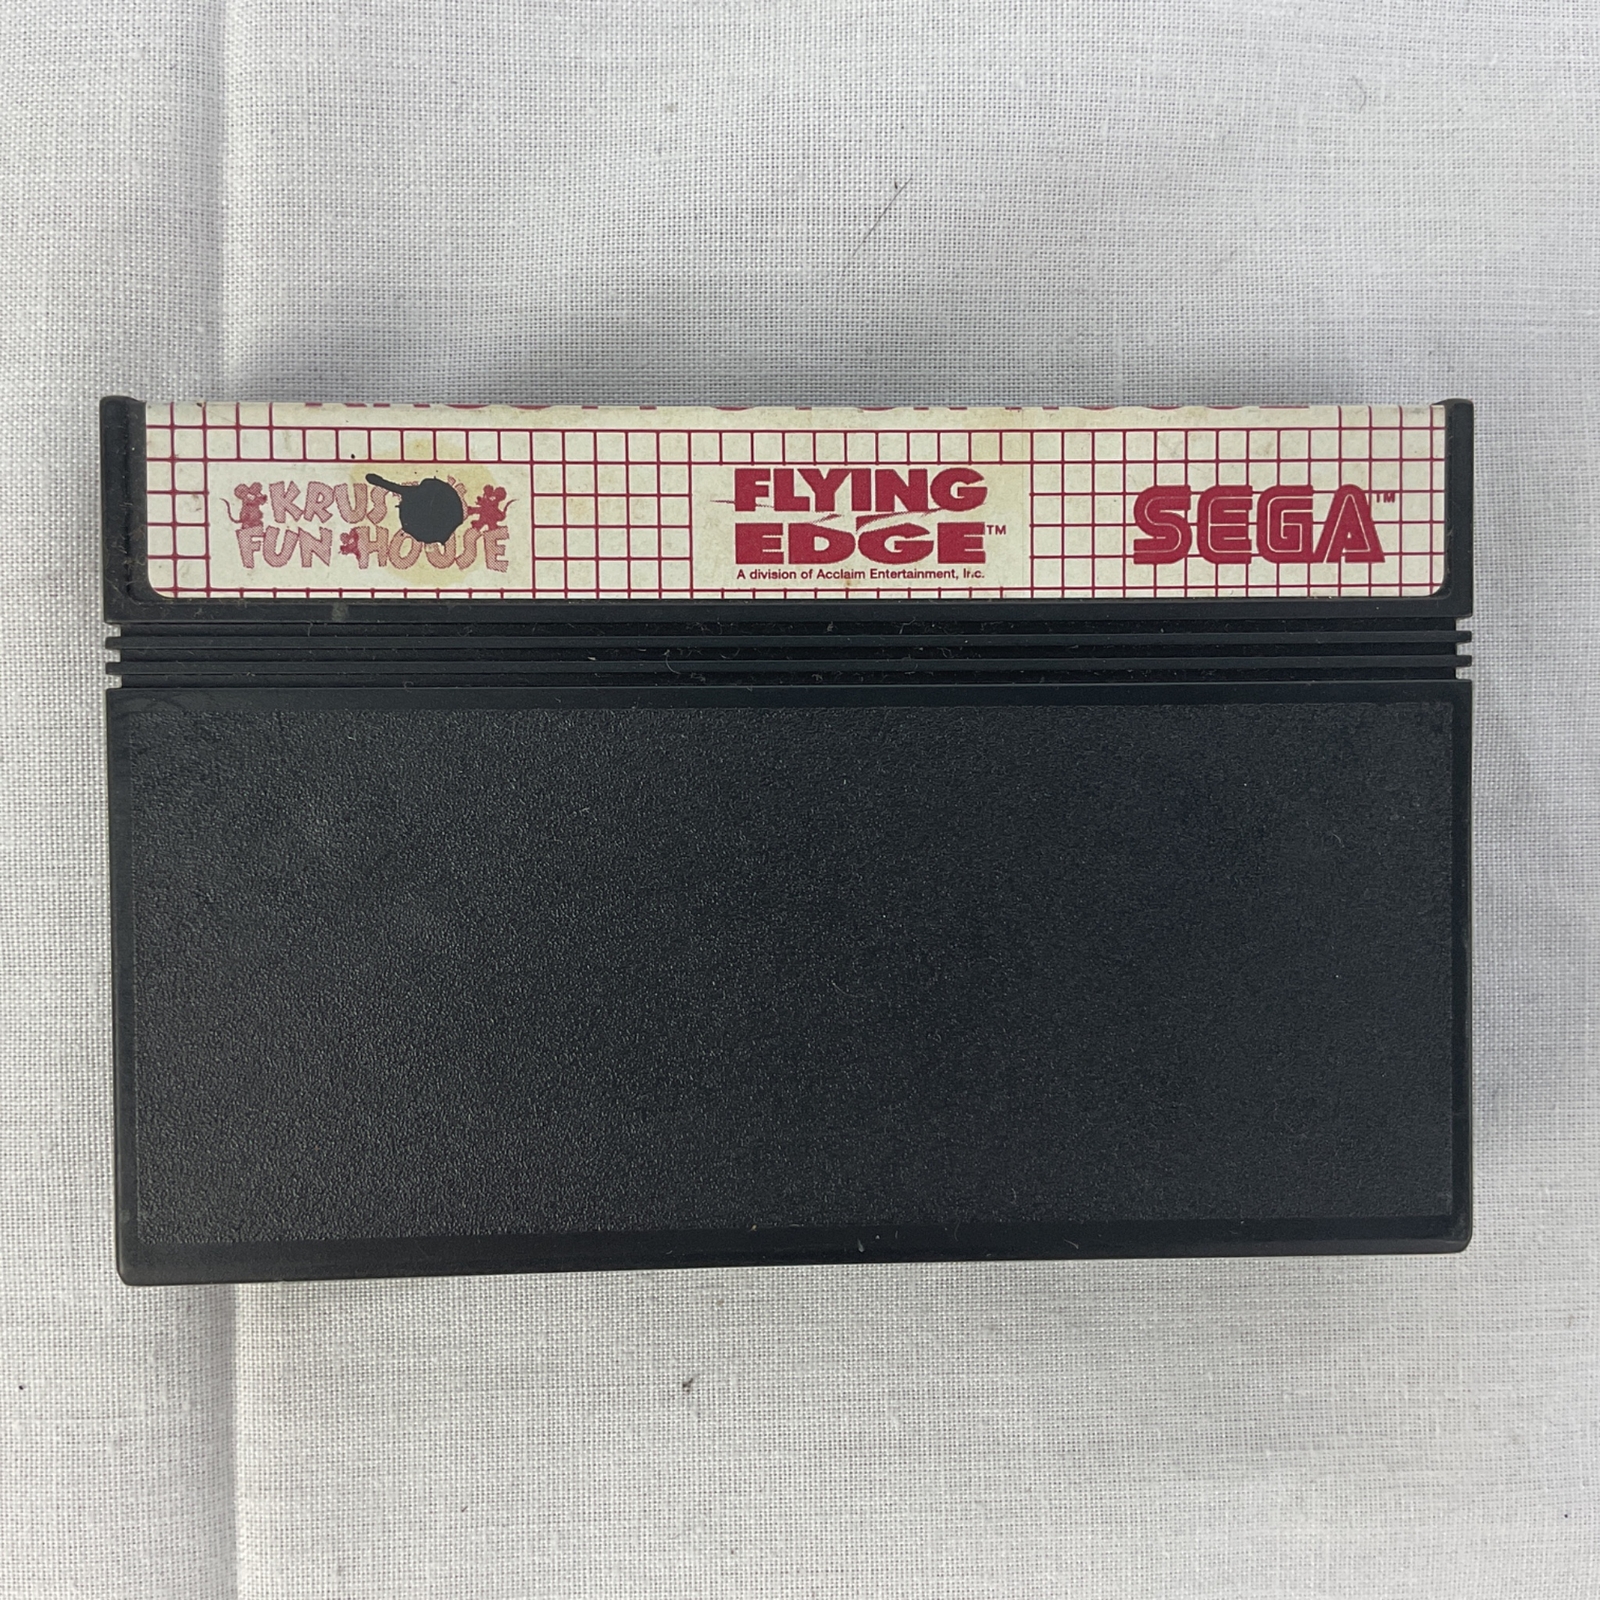 KRUS
FUN HOUSE
FLYING
EDGE™
A division of Acclaim Entertainment, Inc.
SEGA™